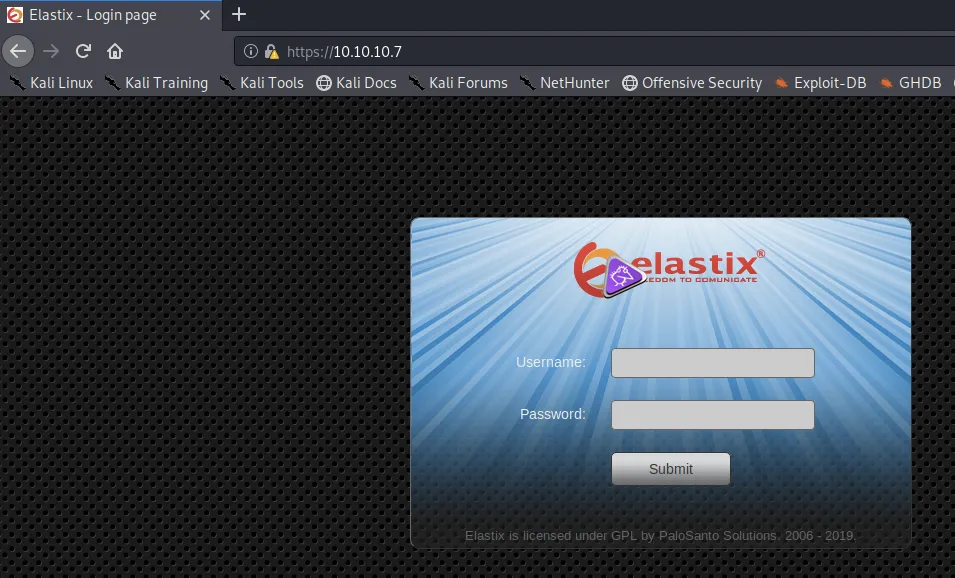 Elastix - Login page
https://10.10.10.7
Kali Linux Kali Training Kali Tools Kali Docs Kali Forums NetHunter Offensive Security Exploit-DB GHDB
elastix®
EDOM TO COMUNICATE
Username:
Password:
Submit
Elastix is licensed under GPL by PaloSanto Solutions. 2006 - 2019.